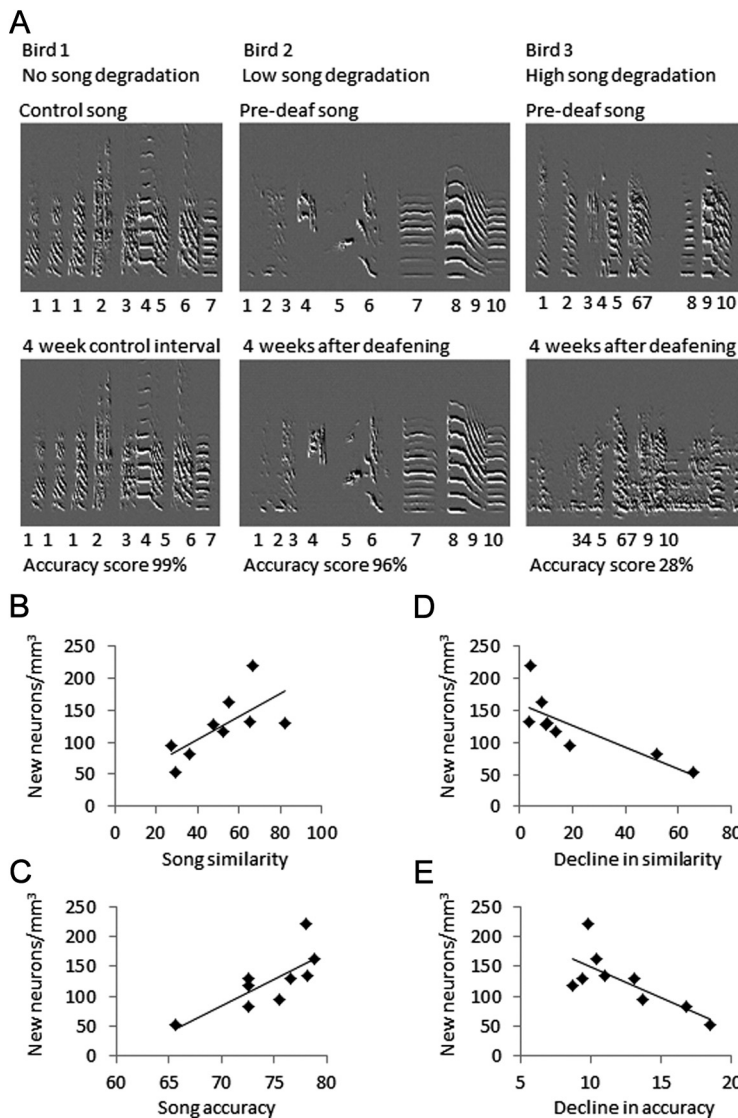 A
Bird 1
No song degradation
Control song
1 1 1 2 3 4 5 6 7
4 week control interval
1 1 1 2 3 4 5 6 7
Accuracy score 99%
Bird 2
Low song degradation
Pre-deaf song
1 2 3 4 5 6 7 8 9 10
4 weeks after deafening
1 2 3 4 5 6 7 8 9 10
Accuracy score 96%
Bird 3
High song degradation
Pre-deaf song
1 2 3 4 5 67 8 9 10
4 weeks after deafening
34 5 67 9 10
Accuracy score 28%
B
New neurons/mm³
250
200
150
100
50
0
0 20 40 60 80 100
Song similarity
D
New neurons/mm³
250
200
150
100
50
0
0 20 40 60 80
Decline in similarity
C
New neurons/mm³
250
200
150
100
50
0
60 65 70 75 80
Song accuracy
E
New neurons/mm³
250
200
150
100
50
0
5 10 15 20
Decline in accuracy